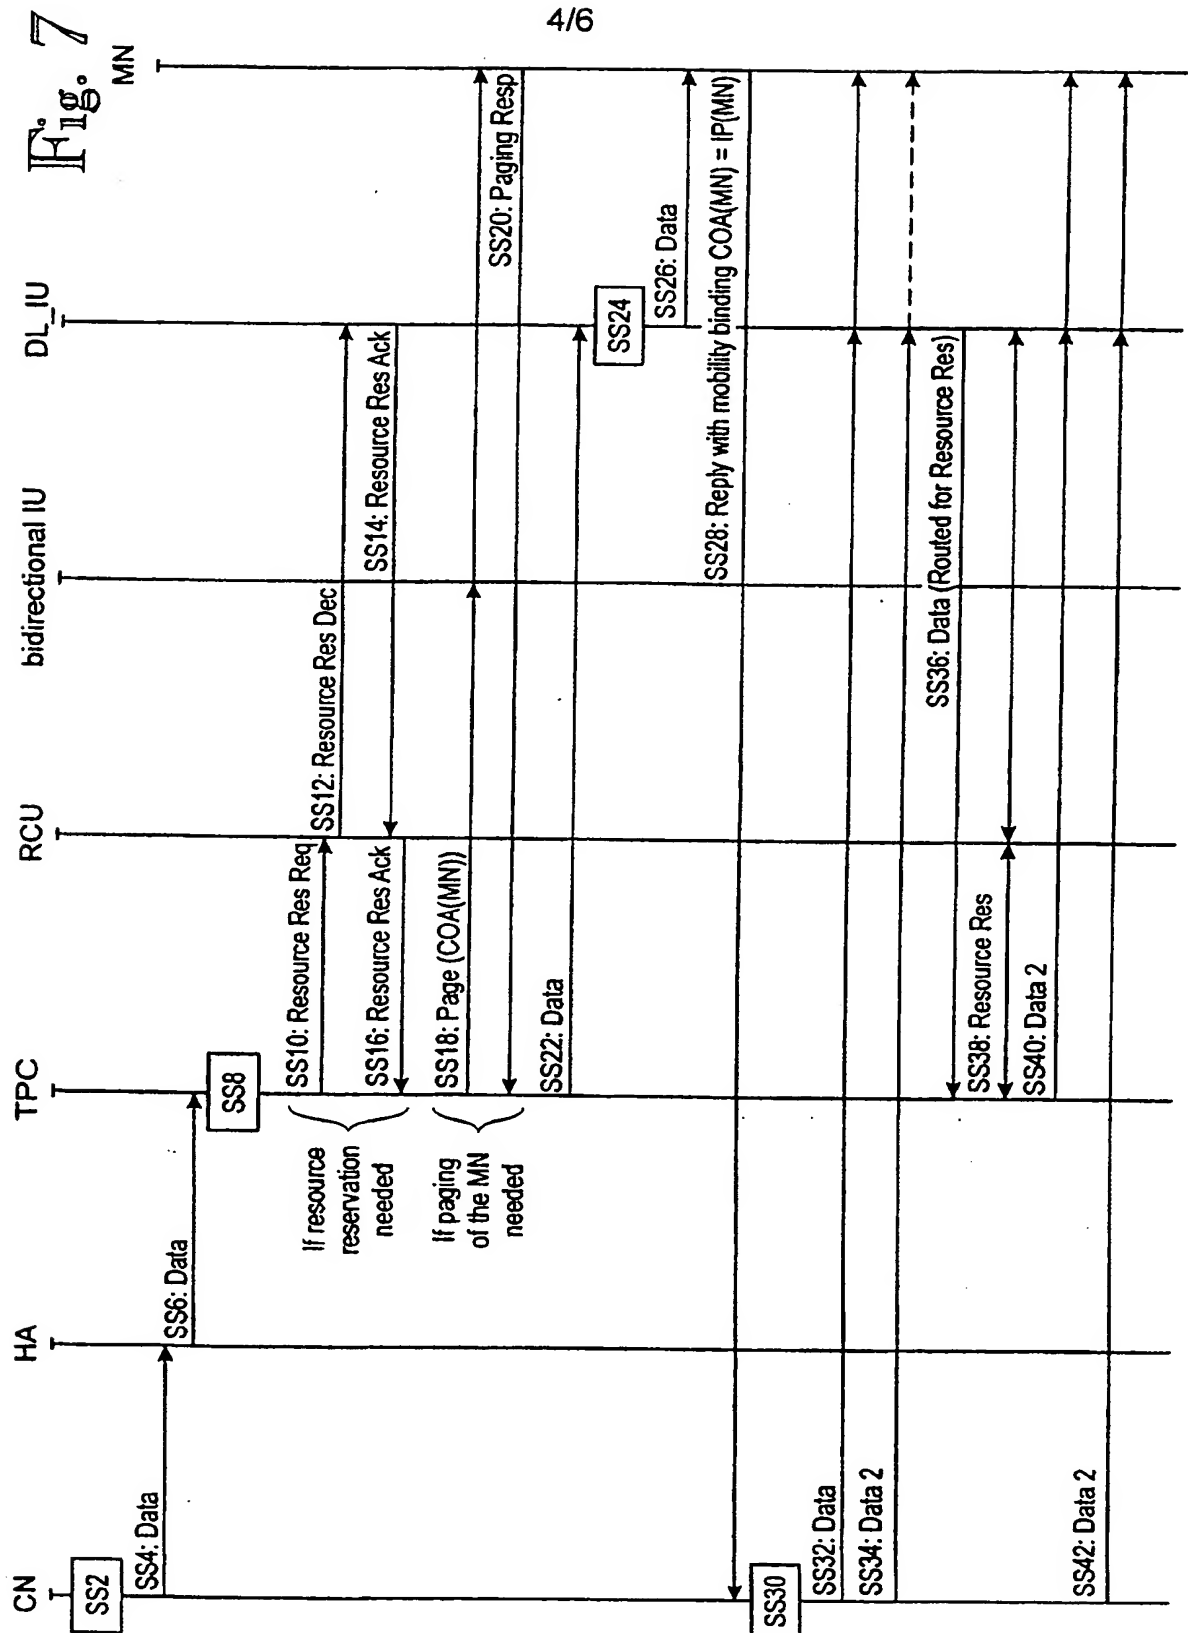 4/6
Fig. 7
CN
HA
TPC
RCU
bidirectional IU
DL_IU
MN
SS2
SS4: Data
SS6: Data
SS8
SS10: Resource Res Req
SS12: Resource Res Dec
SS14: Resource Res Ack
SS16: Resource Res Ack
If resource
reservation
needed
SS18: Page (COA(MN))
SS20: Paging Resp
If paging
of the MN
needed
SS22: Data
SS24
SS26: Data
SS28: Reply with mobility binding COA(MN) = IP(MN)
SS30
SS32: Data
SS34: Data 2
SS36: Data (Routed for Resource Res)
SS38: Resource Res
SS40: Data 2
SS42: Data 2